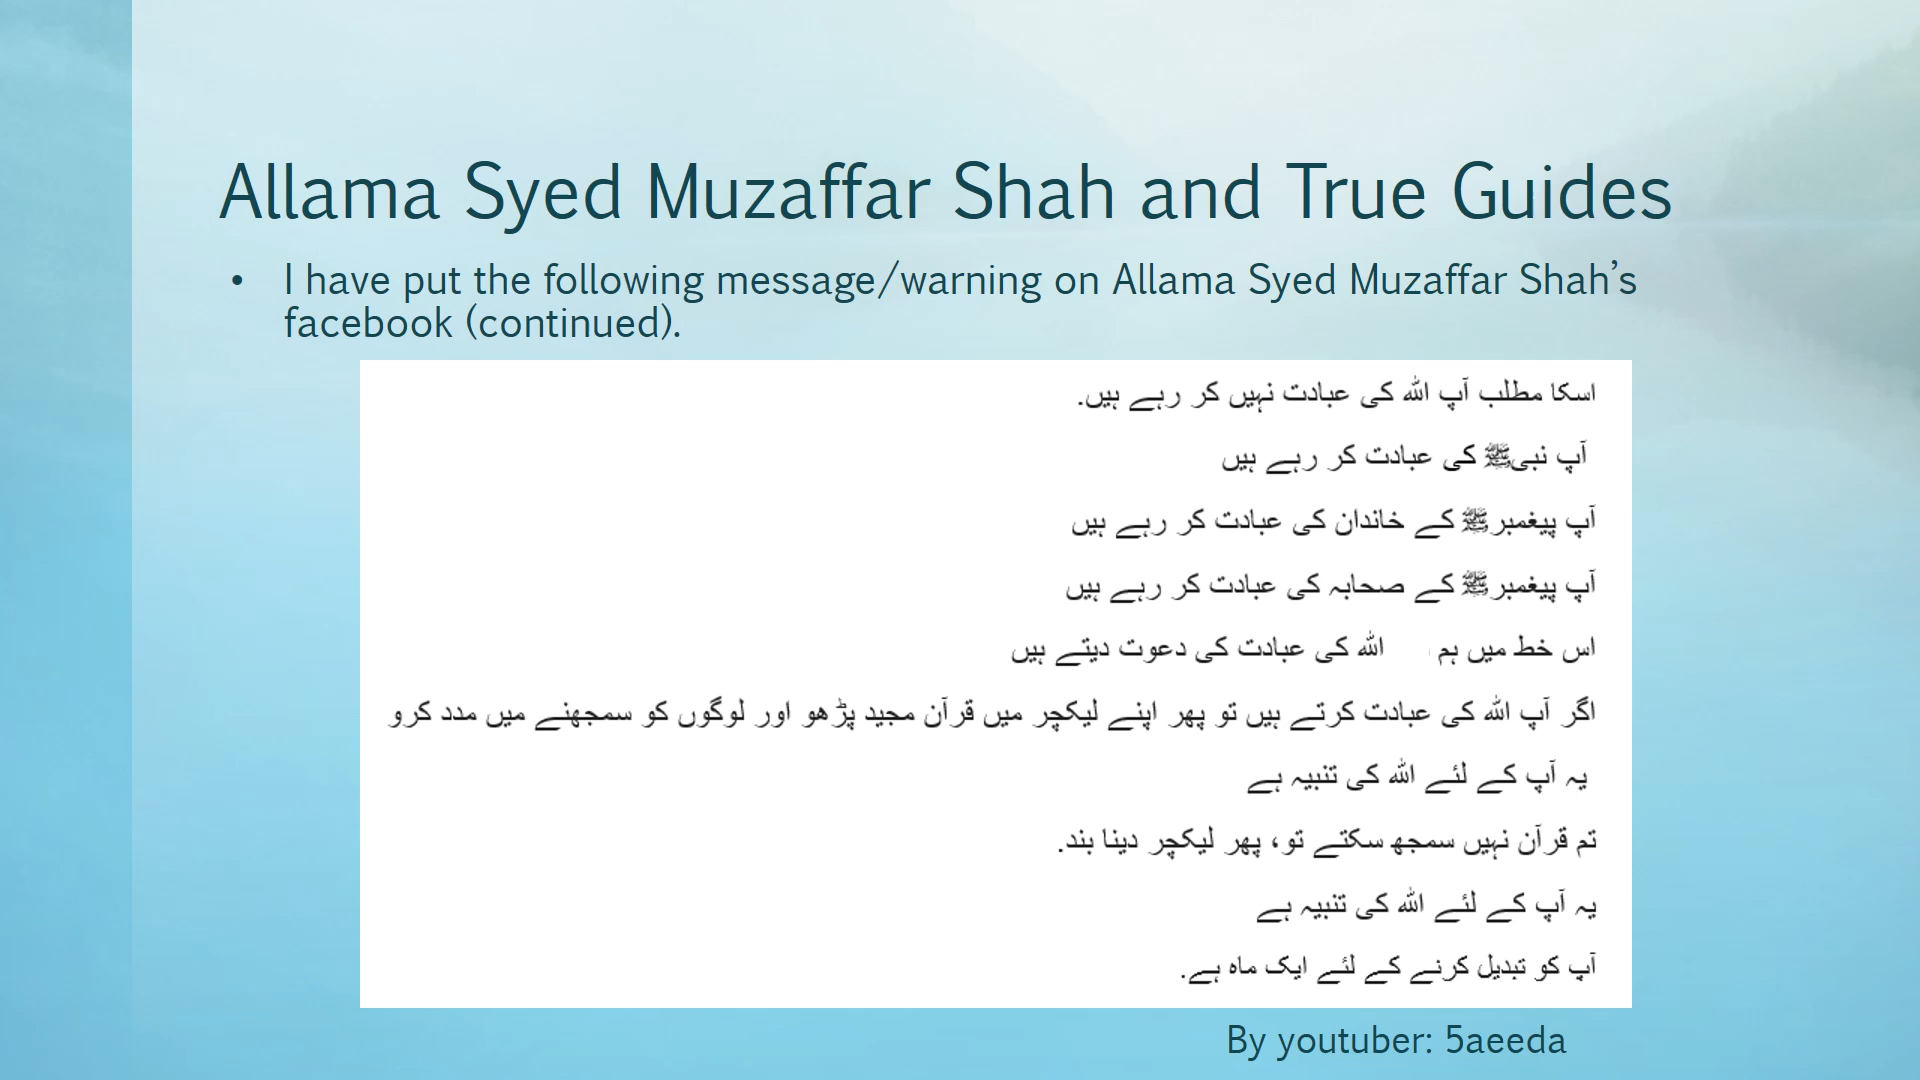 Allama Syed Muzaffar Shah and True Guides
• I have put the following message/warning on Allama Syed Muzaffar Shah’s
facebook (continued).
اسکا مطلب آپ اللہ کی عبادت نہیں کر رہے ہیں.
آپ نبیﷺ کی عبادت کر رہے ہیں
آپ پیغمبرﷺ کے خاندان کی عبادت کر رہے ہیں
آپ پیغمبرﷺ کے صحابہ کی عبادت کر رہے ہیں
اس خط میں ہم اللہ کی عبادت کی دعوت دیتے ہیں
اگر آپ اللہ کی عبادت کرتے ہیں تو پھر اپنے لیکچر میں قرآن مجید پڑھو اور لوگوں کو سمجھنے میں مدد کرو
یہ آپ کے لئے اللہ کی تنبیہ ہے
تم قرآن نہیں سمجھ سکتے تو، پھر لیکچر دینا بند.
یہ آپ کے لئے اللہ کی تنبیہ ہے
آپ کو تبدیل کرنے کے لئے ایک ماہ ہے.
By youtuber: 5aeeda